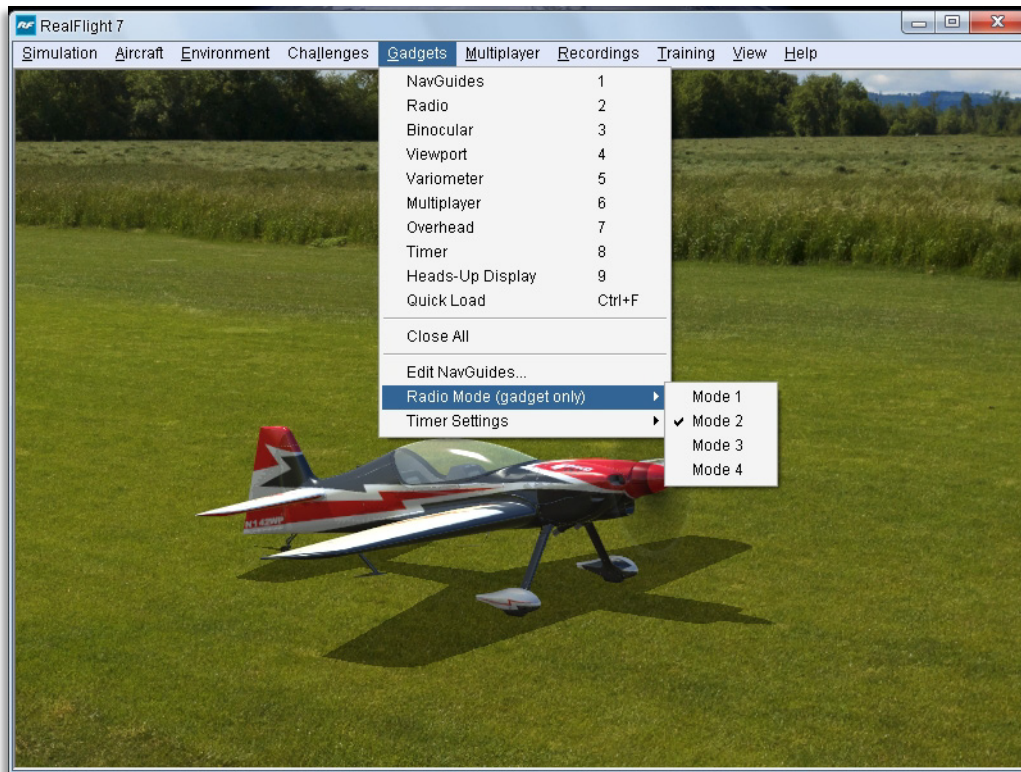 RF RealFlight 7
Simulation Aircraft Environment Challenges Gadgets Multiplayer Recordings Training View Help
NavGuides 1
Radio 2
Binocular 3
Viewport 4
Variometer 5
Multiplayer 6
Overhead 7
Timer 8
Heads-Up Display 9
Quick Load Ctrl+F
Close All
Edit NavGuides...
Radio Mode (gadget only)
Timer Settings
Mode 1
Mode 2
Mode 3
Mode 4